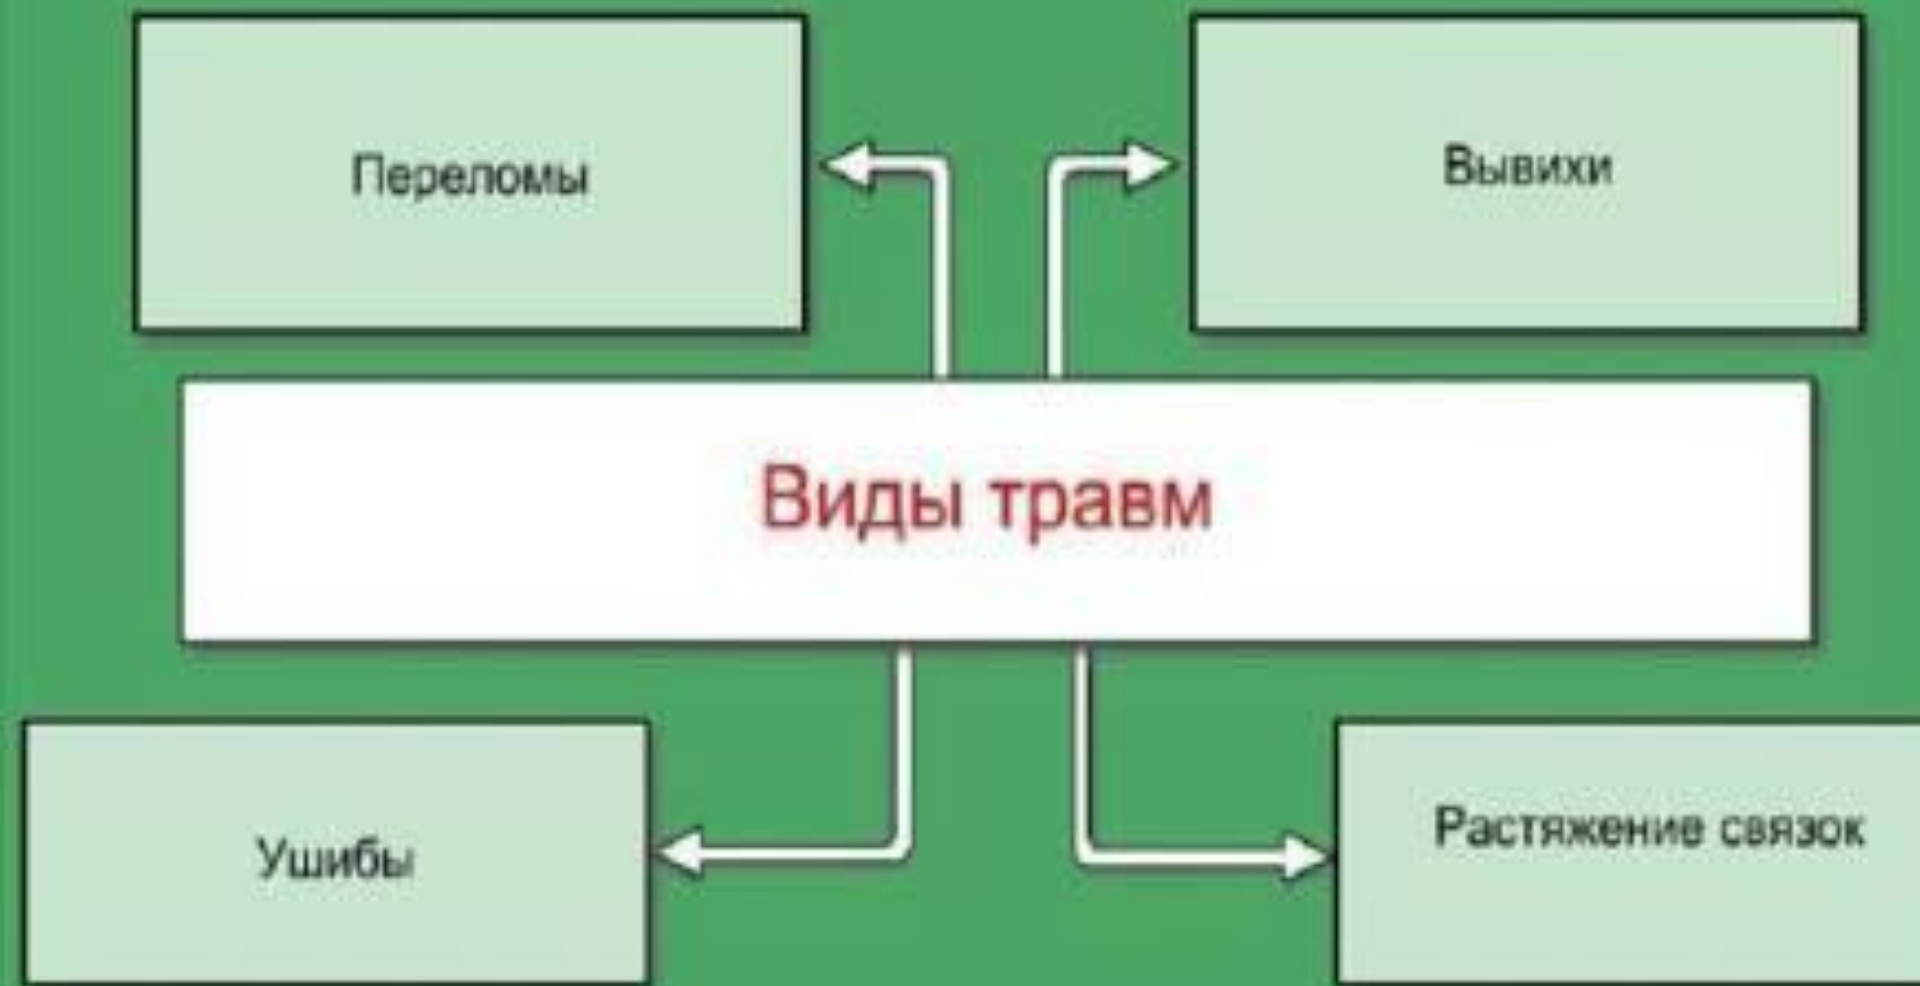 Переломы
Вывихи
Виды травм
Ушибы
Растяжение связок